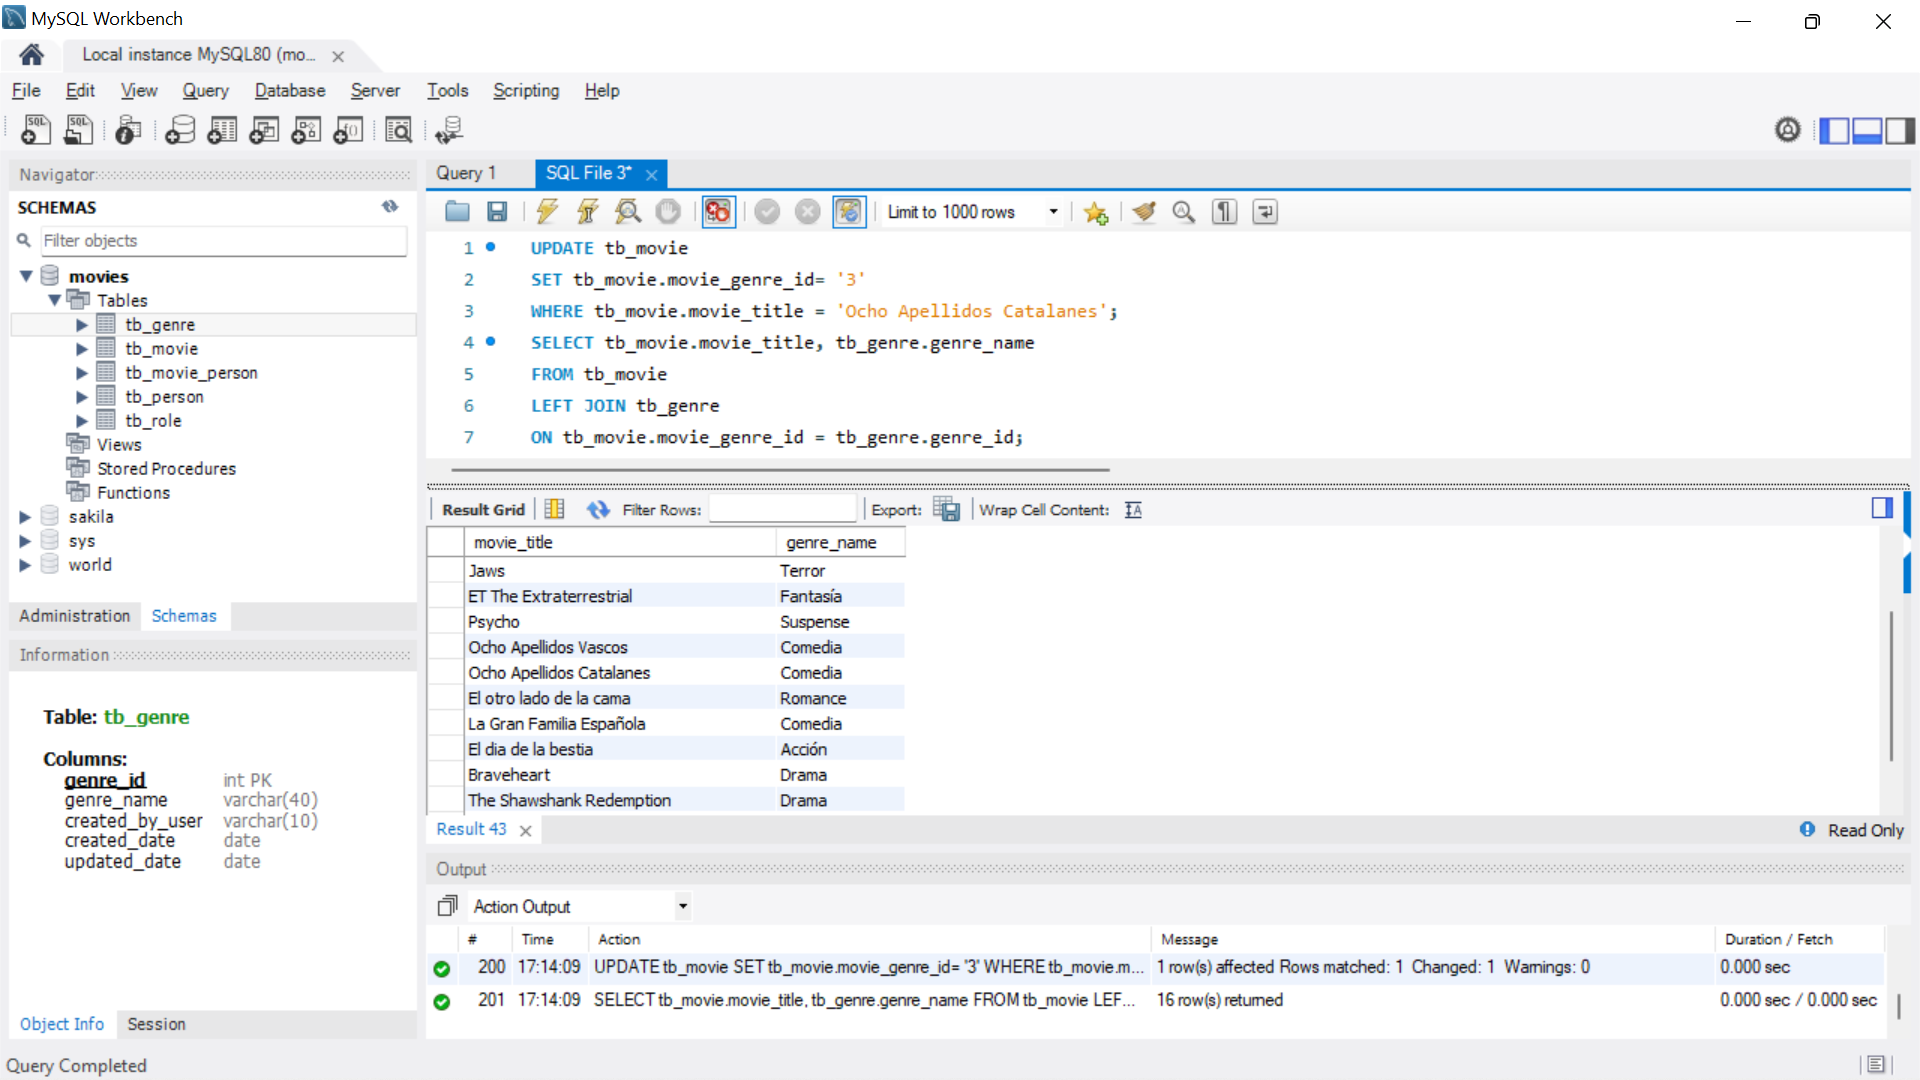 MySQL Workbench
Local instance MySQL80 (mo...
File Edit View Query Database Server Tools Scripting Help
Navigator
SCHEMAS
Filter objects
movies
Tables
tb_genre
tb_movie
tb_movie_person
tb_person
tb_role
Views
Stored Procedures
Functions
sakila
sys
world
Administration Schemas
Information
Table: tb_genre
Columns:
genre_id int PK
genre_name varchar(40)
created_by_user varchar(10)
created_date date
updated_date date
Object Info Session
Query 1 SQL File 3*
Limit to 1000 rows
1 UPDATE tb_movie
2 SET tb_movie.movie_genre_id= '3'
3 WHERE tb_movie.movie_title = 'Ocho Apellidos Catalanes';
4 SELECT tb_movie.movie_title, tb_genre.genre_name
5 FROM tb_movie
6 LEFT JOIN tb_genre
7 ON tb_movie.movie_genre_id = tb_genre.genre_id;
Result Grid Filter Rows: Export: Wrap Cell Content:
movie_title genre_name
Jaws Terror
ET The Extraterrestrial Fantasía
Psycho Suspense
Ocho Apellidos Vascos Comedia
Ocho Apellidos Catalanes Comedia
El otro lado de la cama Romance
La Gran Familia Española Comedia
El dia de la bestia Acción
Braveheart Drama
The Shawshank Redemption Drama
Result 43 Read Only
Output
Action Output
# Time Action Message Duration / Fetch
200 17:14:09 UPDATE tb_movie SET tb_movie.movie_genre_id= '3' WHERE tb_movie.m... 1 row(s) affected Rows matched: 1 Changed: 1 Warnings: 0 0.000 sec
201 17:14:09 SELECT tb_movie.movie_title, tb_genre.genre_name FROM tb_movie LEF... 16 row(s) returned 0.000 sec / 0.000 sec
Query Completed